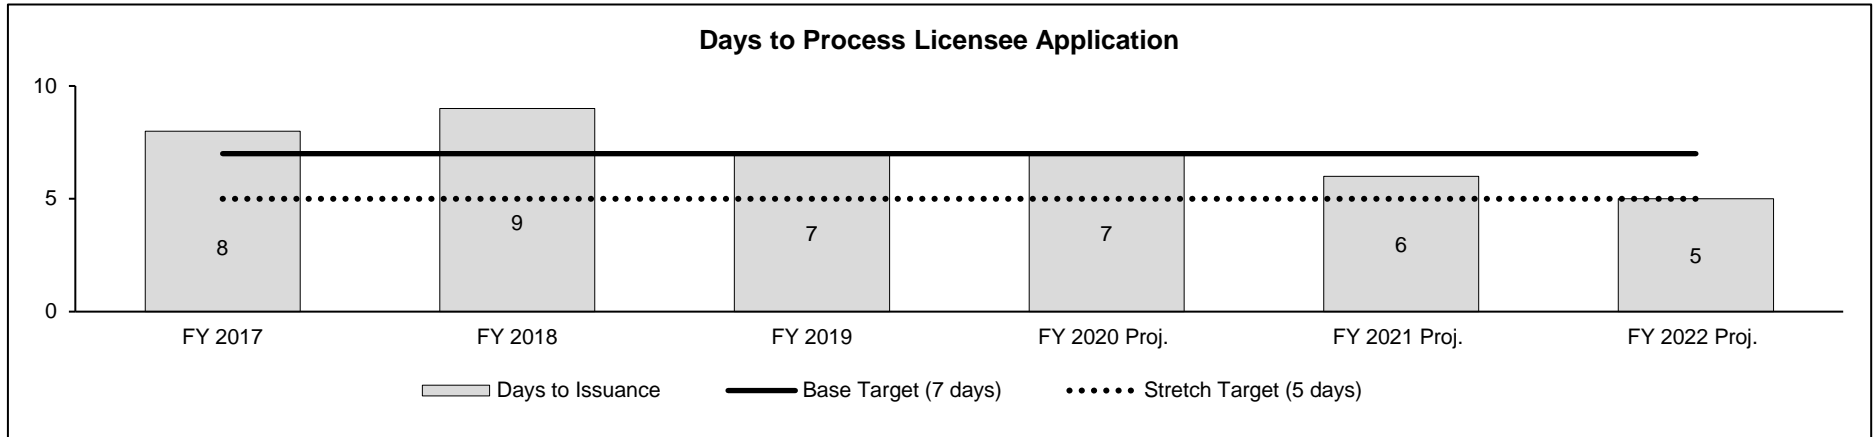 Days to Process Licensee Application
10
5
0
8
9
7
7
6
5
FY 2017
FY 2018
FY 2019
FY 2020 Proj.
FY 2021 Proj.
FY 2022 Proj.
Days to Issuance
Base Target (7 days)
Stretch Target (5 days)